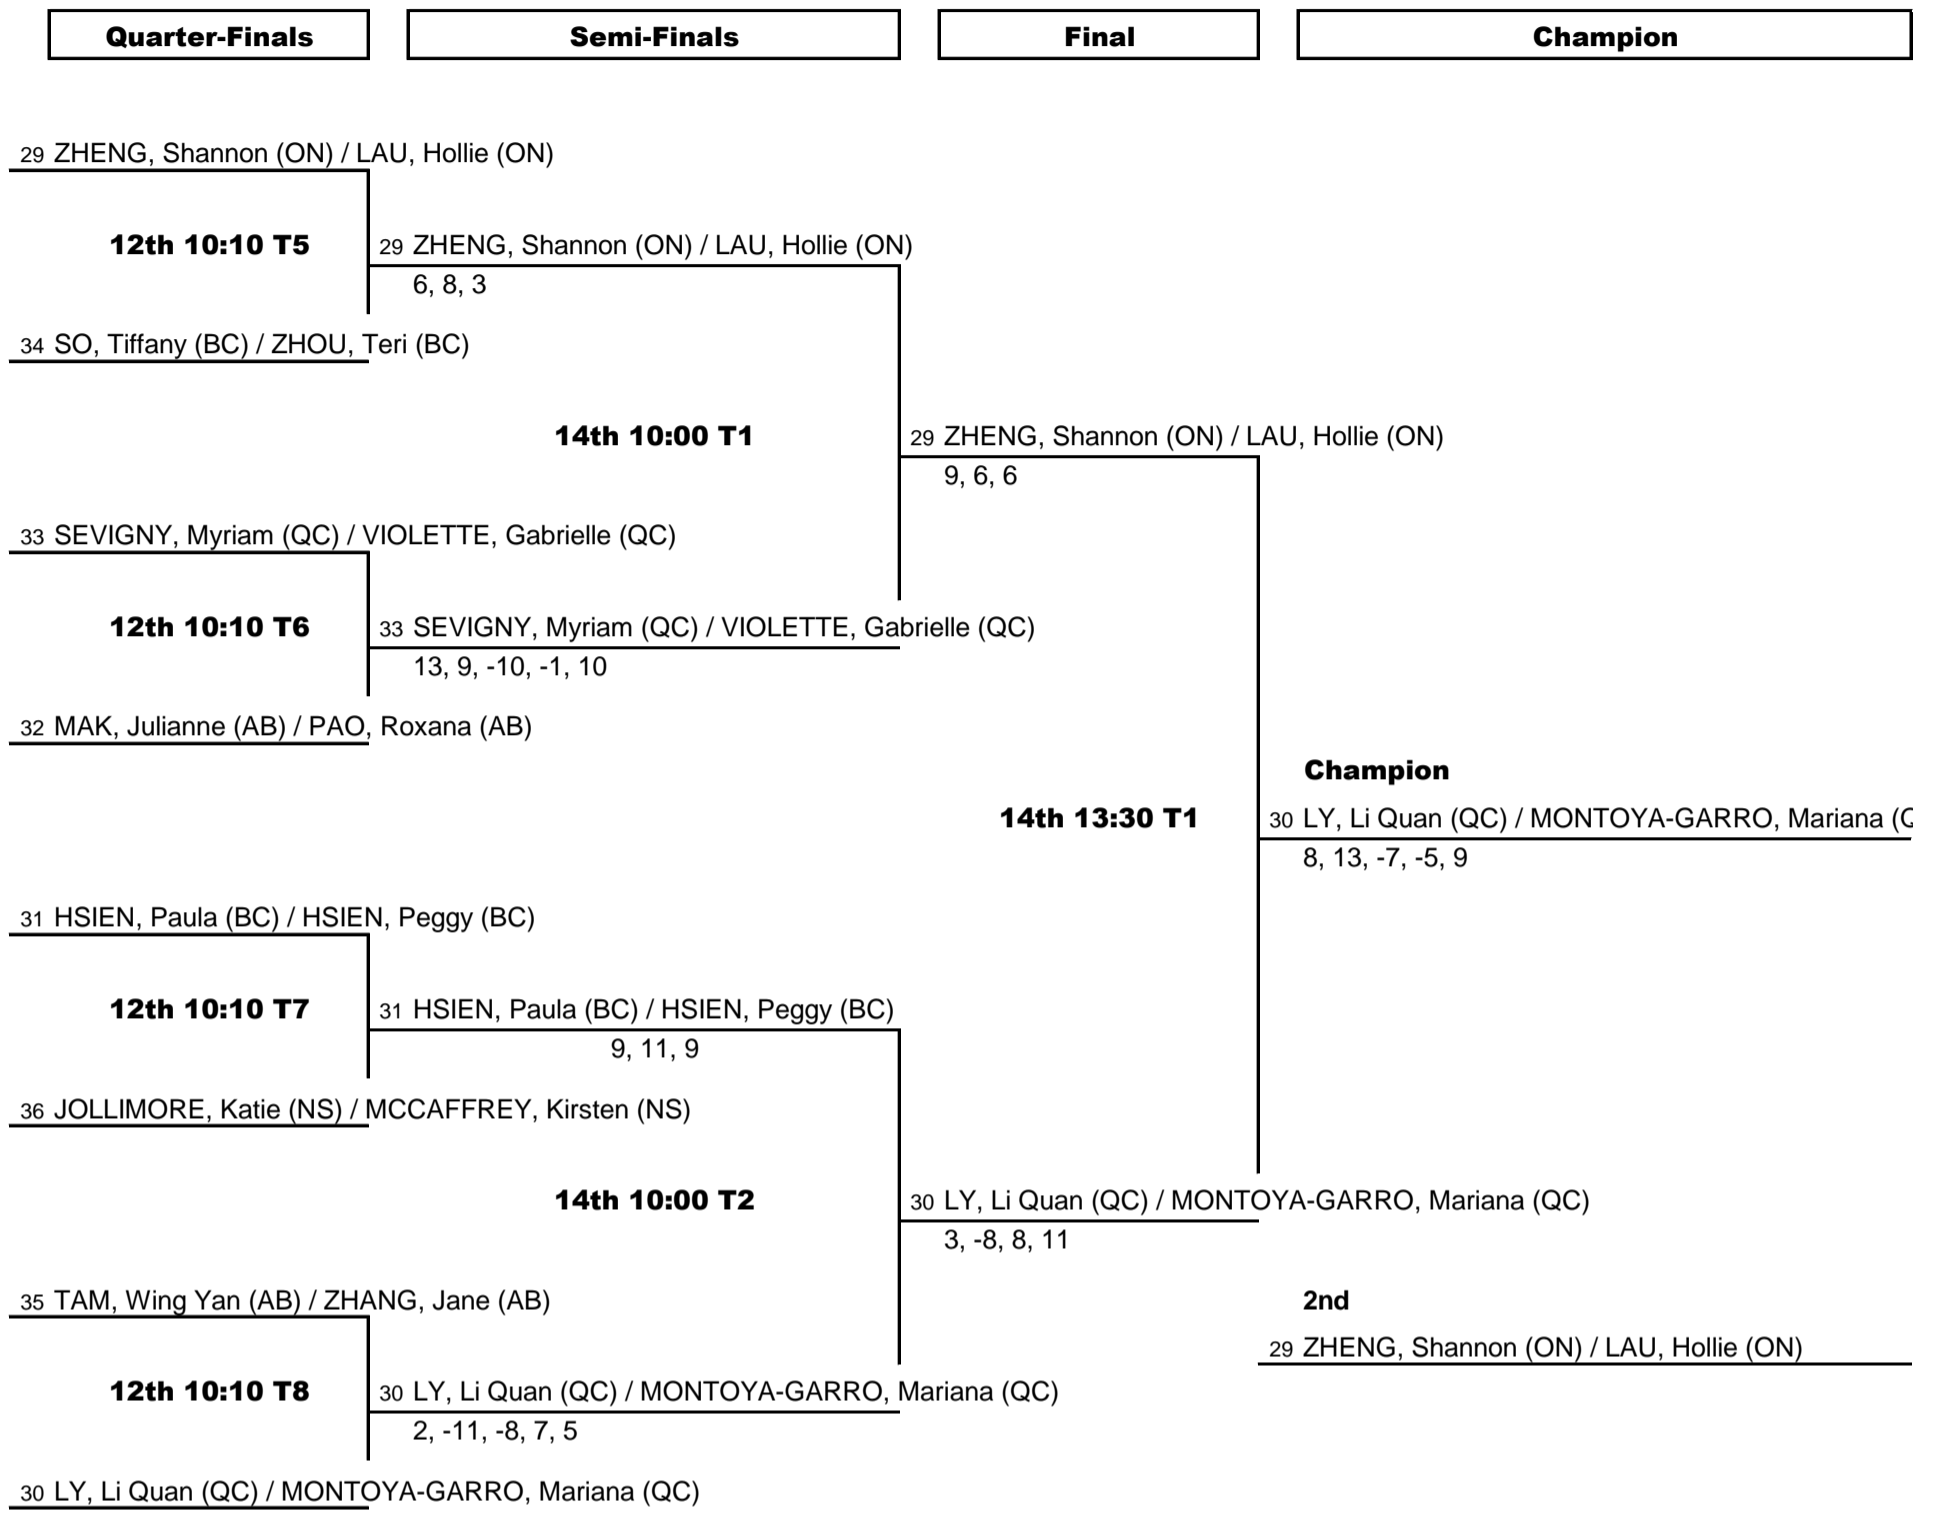 Quarter-Finals Semi-Finals Final Champion
29 ZHENG, Shannon (ON) / LAU, Hollie (ON)
12th 10:10 T5 29 ZHENG, Shannon (ON) / LAU, Hollie (ON)
6, 8, 3
34 SO, Tiffany (BC) / ZHOU, Teri (BC)
14th 10:00 T1 29 ZHENG, Shannon (ON) / LAU, Hollie (ON)
9, 6, 6
33 SEVIGNY, Myriam (QC) / VIOLETTE, Gabrielle (QC)
12th 10:10 T6 33 SEVIGNY, Myriam (QC) / VIOLETTE, Gabrielle (QC)
13, 9, -10, -1, 10
32 MAK, Julianne (AB) / PAO, Roxana (AB)
Champion
14th 13:30 T1 30 LY, Li Quan (QC) / MONTOYA-GARRO, Mariana (
8, 13, -7, -5, 9
31 HSIEN, Paula (BC) / HSIEN, Peggy (BC)
12th 10:10 T7 31 HSIEN, Paula (BC) / HSIEN, Peggy (BC)
9, 11, 9
36 JOLLIMORE, Katie (NS) / MCCAFFREY, Kirsten (NS)
14th 10:00 T2 30 LY, Li Quan (QC) / MONTOYA-GARRO, Mariana (QC)
3, -8, 8, 11
35 TAM, Wing Yan (AB) / ZHANG, Jane (AB)
2nd
29 ZHENG, Shannon (ON) / LAU, Hollie (ON)
12th 10:10 T8 30 LY, Li Quan (QC) / MONTOYA-GARRO, Mariana (QC)
2, -11, -8, 7, 5
30 LY, Li Quan (QC) / MONTOYA-GARRO, Mariana (QC)